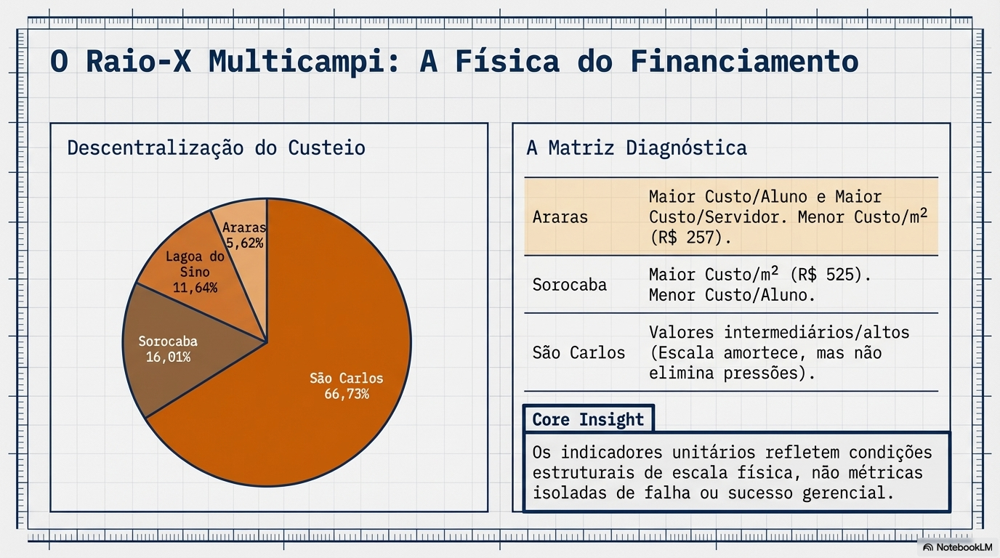 O Raio-X Multicampi: A Física do Financiamento
Descentralização do Custeio
Araras
5,62%
Lagoa do
Sino
11,64%
Sorocaba
16,01%
São Carlos
66,73%
A Matriz Diagnóstica
Araras
Maior Custo/Aluno e Maior
Custo/Servidor. Menor Custo/m²
(R$ 257).
Sorocaba
Maior Custo/m² (R$ 525).
Menor Custo/Aluno.
São Carlos
Valores intermediários/altos
(Escala amortece, mas não
elimina pressões).
Core Insight
Os indicadores unitários refletem condições
estruturais de escala física, não métricas
isoladas de falha ou sucesso gerencial.
NotebookLM